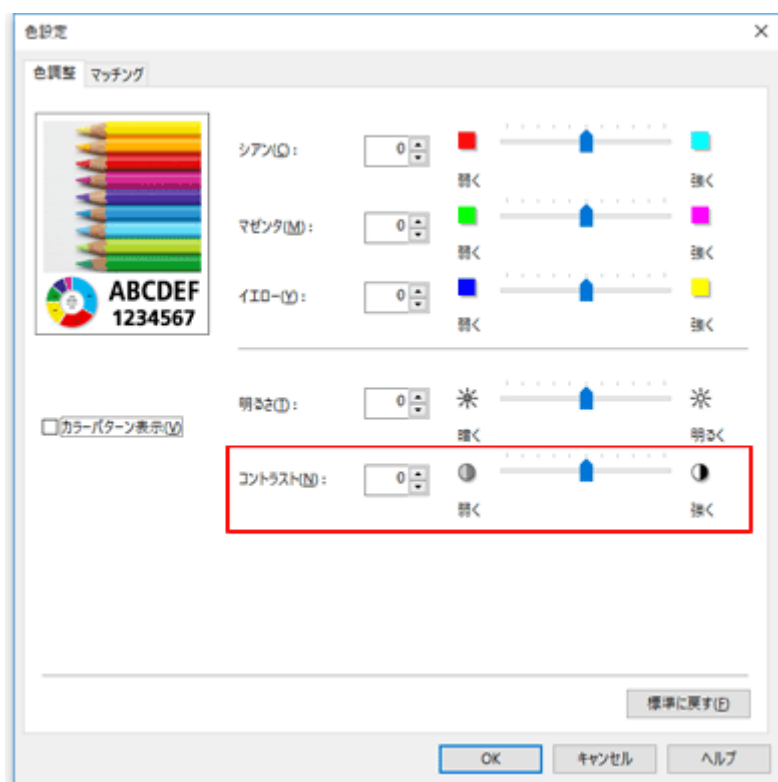 色設定
色調整 マッチング
シアン(C): 0
弱く 強く
マゼンタ(M): 0
弱く 強く
イエロー(Y): 0
弱く 強く
ABCDEF
1234567
明るさ(T): 0
暗く 明るく
カラーパターン表示(V)
コントラスト(N): 0
弱く 強く
標準に戻す(F)
OK キャンセル ヘルプ